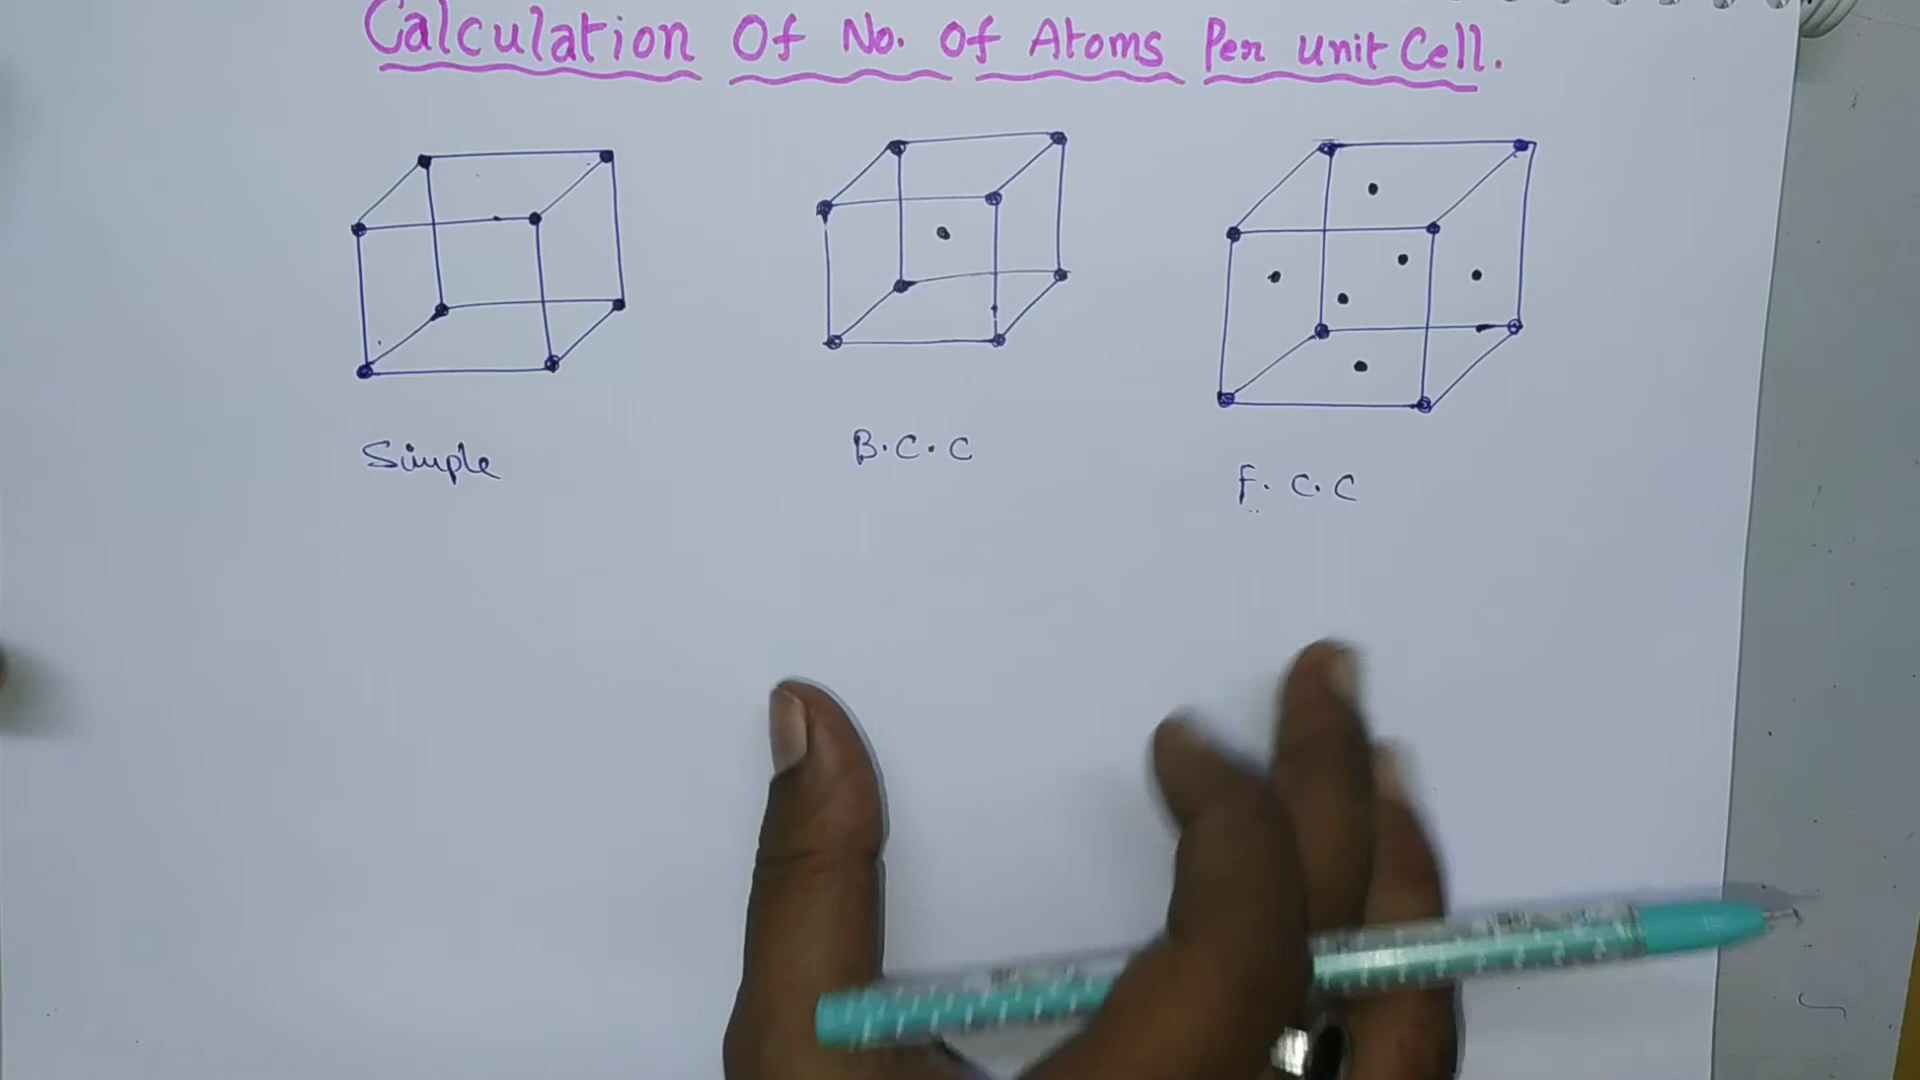 Calculation Of No. Of Atoms Per Unit Cell.
Simple
B.C.C
F.C.C